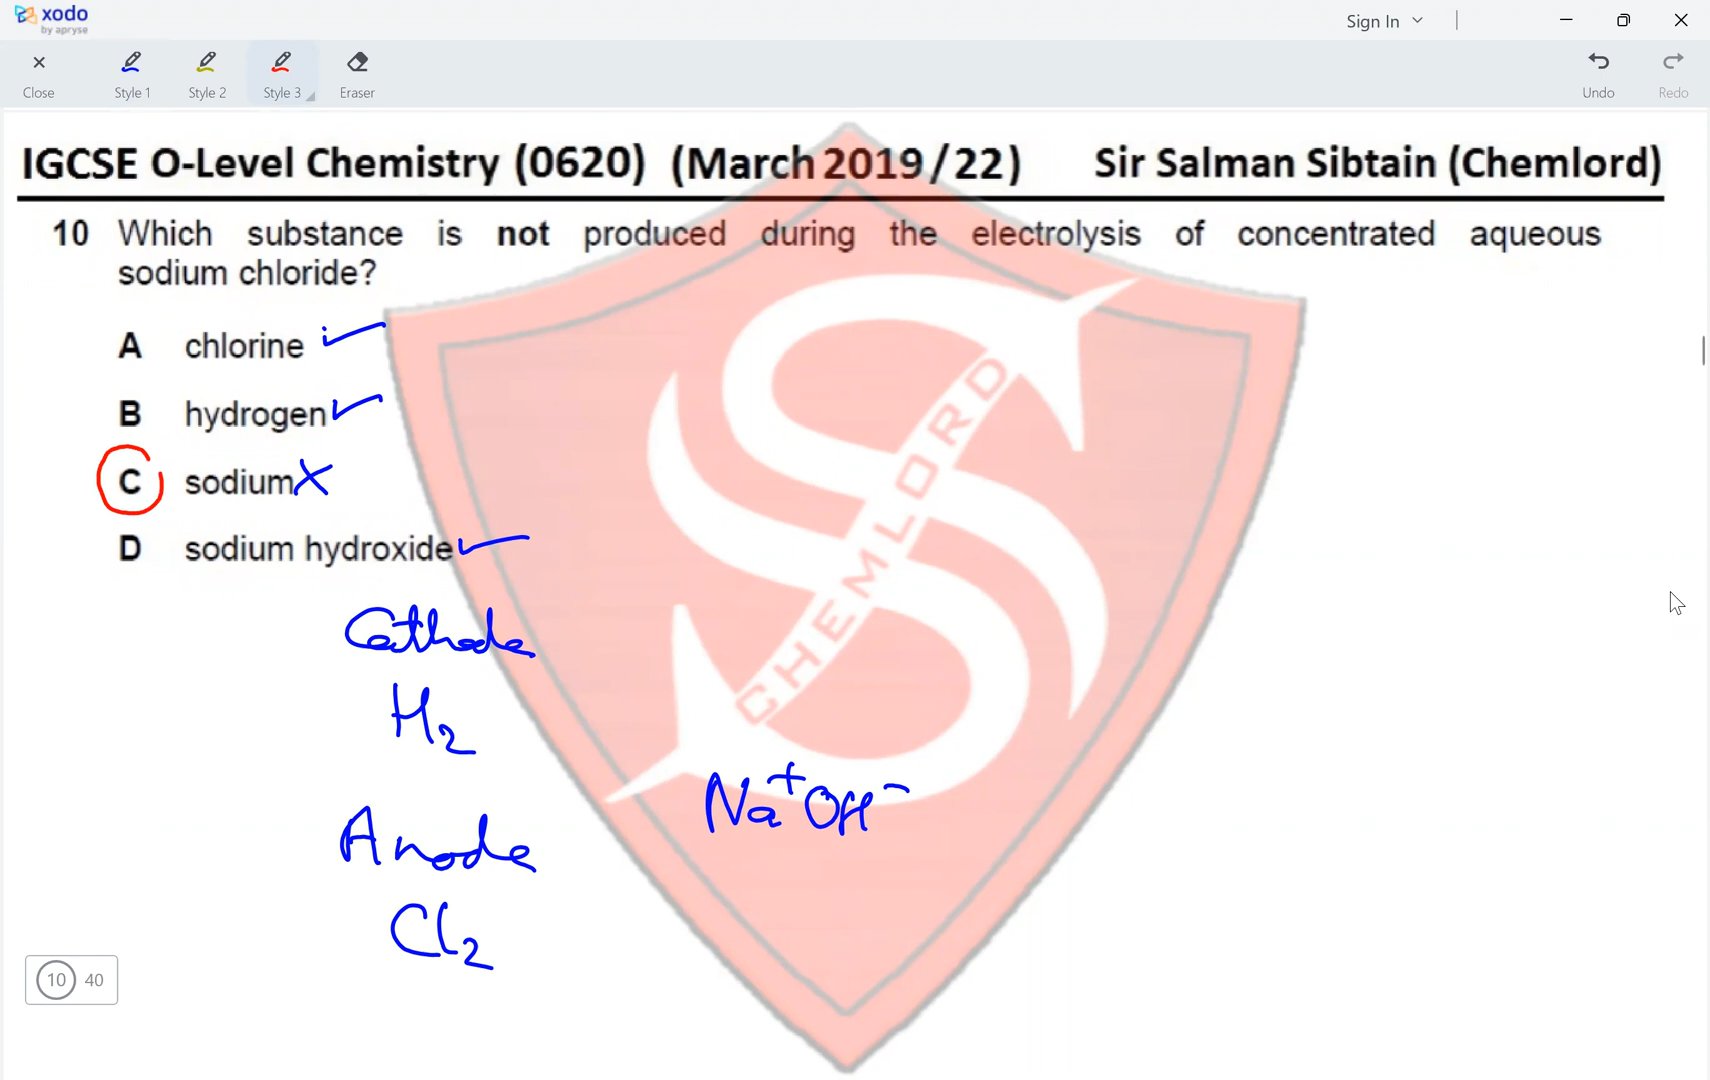 xodo
by apryse
Sign In
Close
Style 1
Style 2
Style 3
Eraser
Undo
Redo
IGCSE O-Level Chemistry (0620) (March 2019/22) Sir Salman Sibtain (Chemlord)
10 Which substance is not produced during the electrolysis of concentrated aqueous
sodium chloride?
A chlorine ✓
B hydrogen ✓
C sodium X
D sodium hydroxide ✓
CHEMLORD
Cathode
H₂
Na⁺OH⁻
Anode
Cl₂
10 40